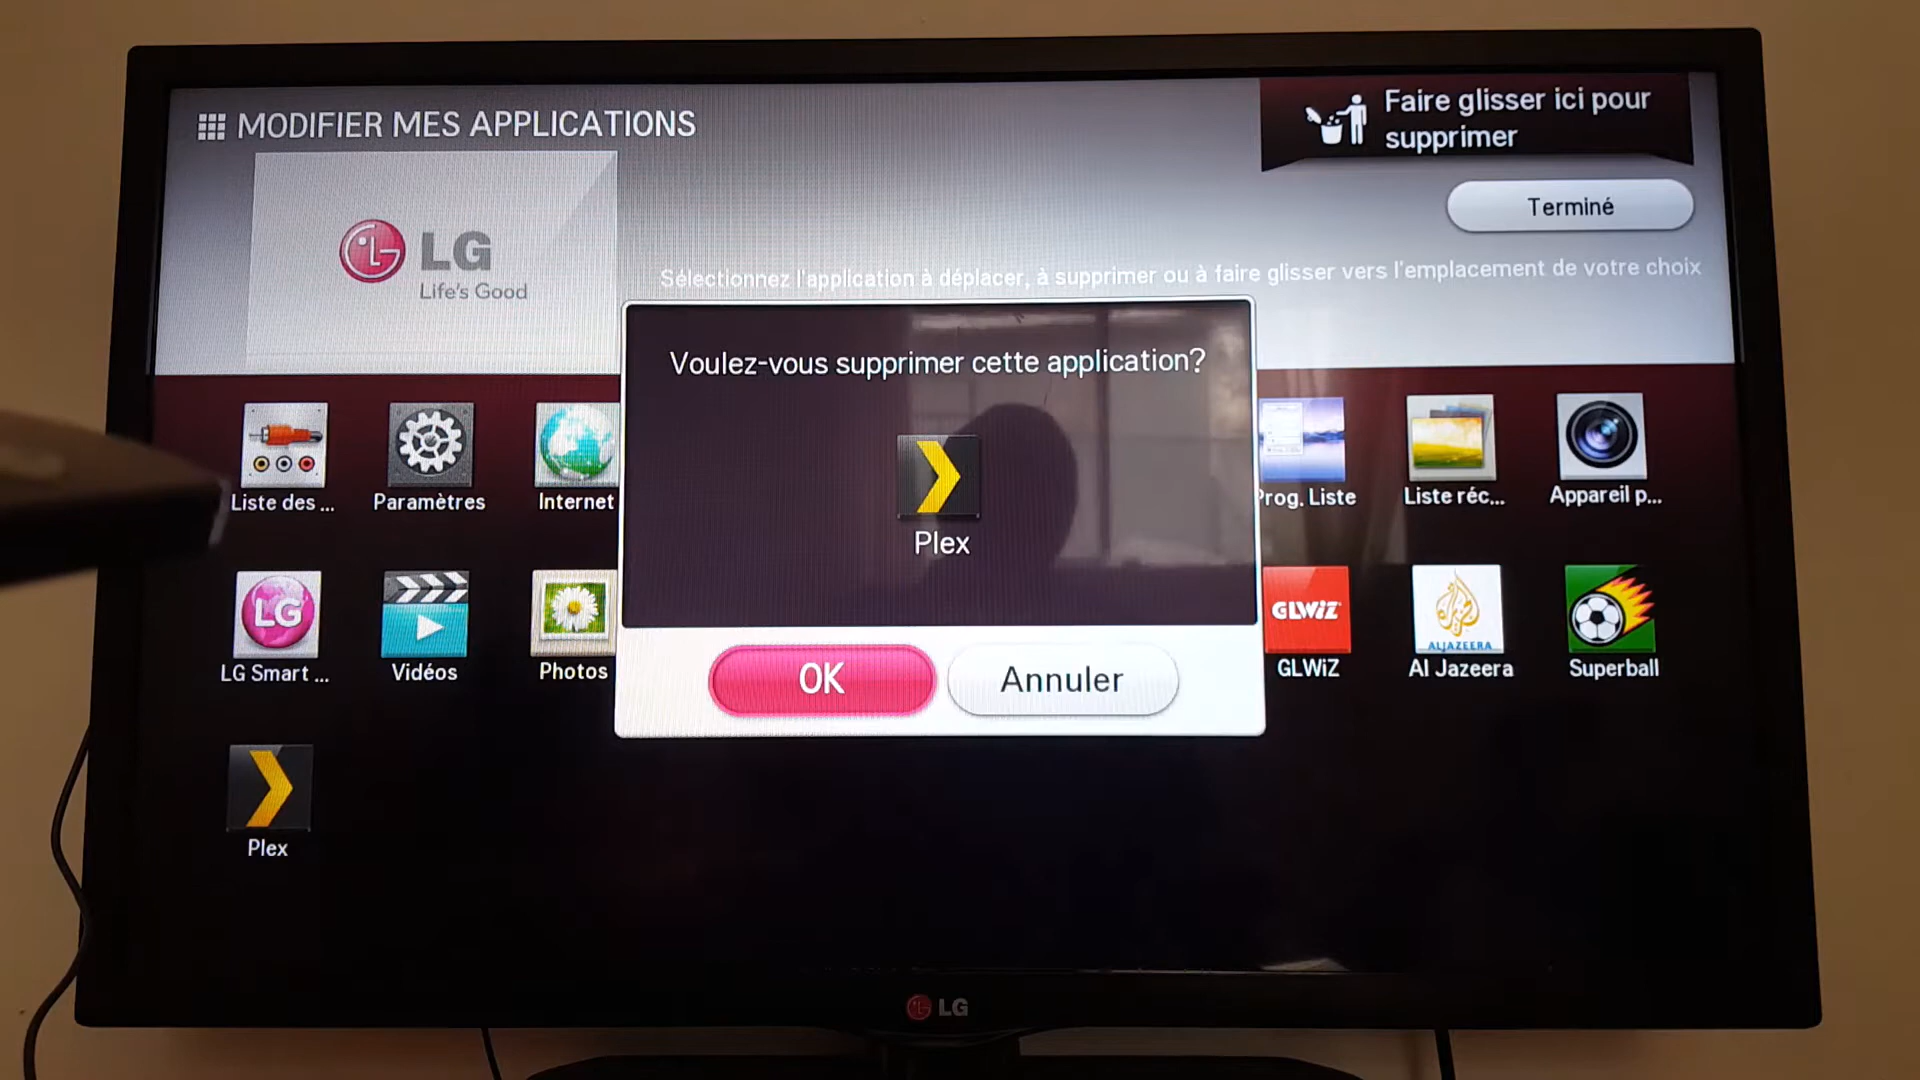 MODIFIER MES APPLICATIONS
Faire glisser ici pour
supprimer
Terminé
LG
Life's Good
Sélectionnez l'application à déplacer, à supprimer ou à faire glisser vers l'emplacement de votre choix
Voulez-vous supprimer cette application?
Plex
OK
Annuler
Liste des ...
Paramètres
Internet
Prog. Liste
Liste réc...
Appareil p...
LG
LG Smart ...
Vidéos
Photos
GLWiZ
GLWiZ
الجزيرة
ALJAZEERA
Al Jazeera
Superball
Plex
LG